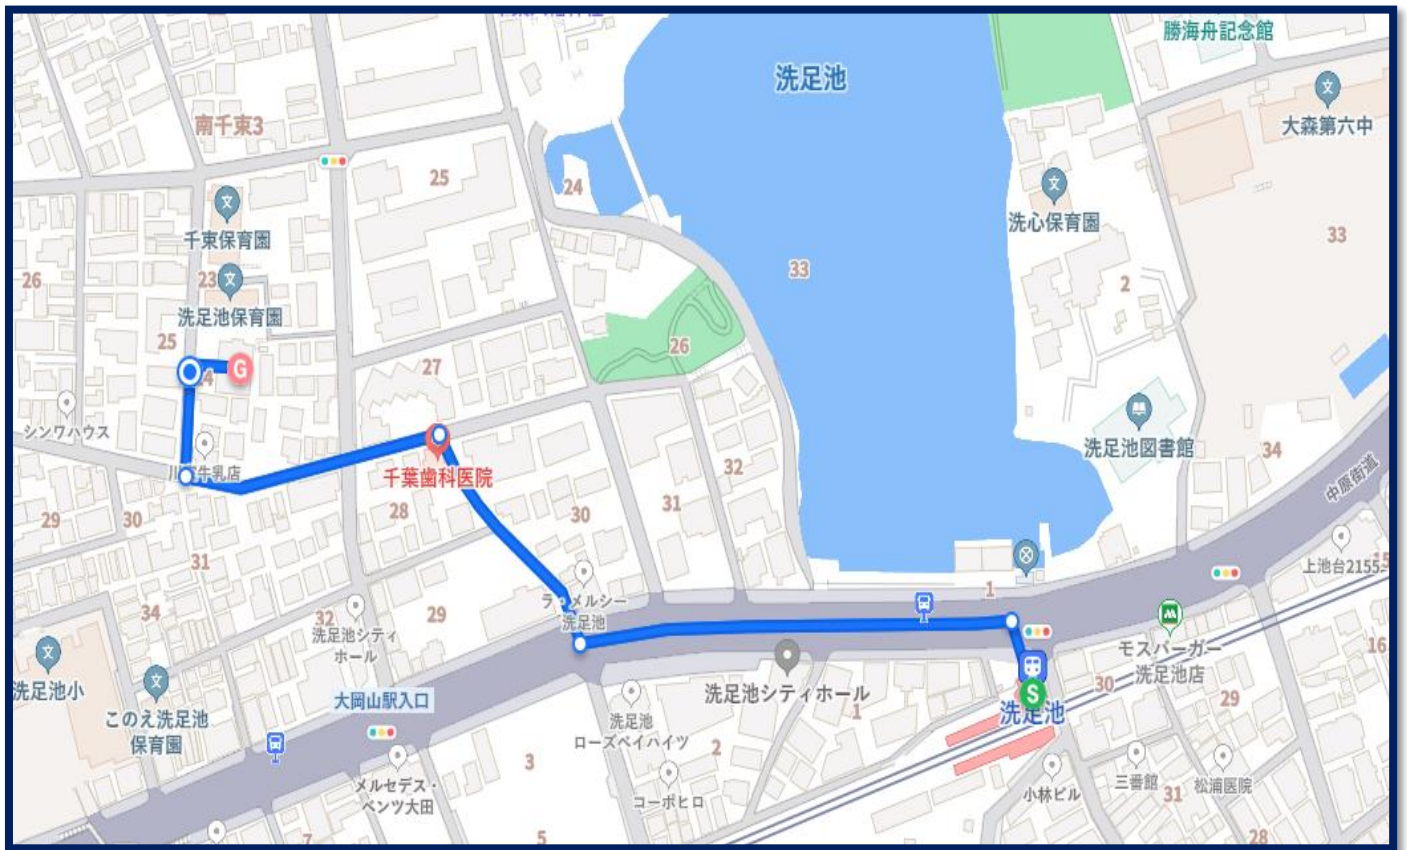 勝海舟記念館
洗足池
大森第六中
南千束3
25
24
千束保育園
洗心保育園
33
33
26
23
洗足池保育園
2
25
26
27
G
24
シンワハウス
洗足池図書館
千葉歯科医院
32
34
中原街道
29
30
28
30
31
31
上池台2155
15
ラ・メルシー
洗足池
1
34
32
29
洗足池シティ
ホール
モスバーガー
洗足池店
16
洗足池小
このえ洗足池
保育園
大岡山駅入口
洗足池シティホール
1
S
洗足池
30
29
洗足池
ローズベイハイツ
2
3
メルセデス・
ベンツ大田
コーポヒロ
小林ビル
三番館
31
松浦医院
7
5
28